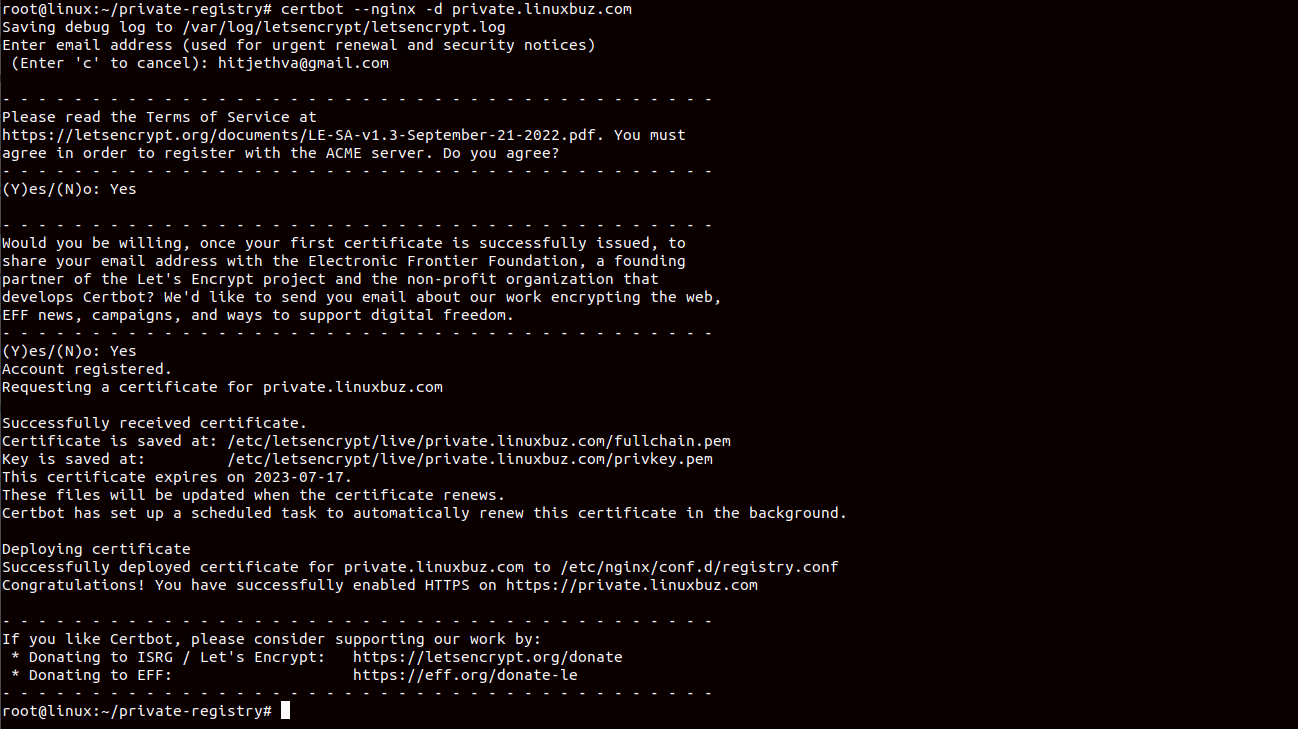 root@linux:~/private-registry# certbot --nginx -d private.linuxbuz.com
Saving debug log to /var/log/letsencrypt/letsencrypt.log
Enter email address (used for urgent renewal and security notices)
 (Enter 'c' to cancel): hitjethva@gmail.com

- - - - - - - - - - - - - - - - - - - - - - - - - - - - - - - - - - - - - - - -
Please read the Terms of Service at
https://letsencrypt.org/documents/LE-SA-v1.3-September-21-2022.pdf. You must
agree in order to register with the ACME server. Do you agree?
- - - - - - - - - - - - - - - - - - - - - - - - - - - - - - - - - - - - - - - -
(Y)es/(N)o: Yes

- - - - - - - - - - - - - - - - - - - - - - - - - - - - - - - - - - - - - - - -
Would you be willing, once your first certificate is successfully issued, to
share your email address with the Electronic Frontier Foundation, a founding
partner of the Let's Encrypt project and the non-profit organization that
develops Certbot? We'd like to send you email about our work encrypting the web,
EFF news, campaigns, and ways to support digital freedom.
- - - - - - - - - - - - - - - - - - - - - - - - - - - - - - - - - - - - - - - -
(Y)es/(N)o: Yes
Account registered.
Requesting a certificate for private.linuxbuz.com

Successfully received certificate.
Certificate is saved at: /etc/letsencrypt/live/private.linuxbuz.com/fullchain.pem
Key is saved at:         /etc/letsencrypt/live/private.linuxbuz.com/privkey.pem
This certificate expires on 2023-07-17.
These files will be updated when the certificate renews.
Certbot has set up a scheduled task to automatically renew this certificate in the background.

Deploying certificate
Successfully deployed certificate for private.linuxbuz.com to /etc/nginx/conf.d/registry.conf
Congratulations! You have successfully enabled HTTPS on https://private.linuxbuz.com

- - - - - - - - - - - - - - - - - - - - - - - - - - - - - - - - - - - - - - - -
If you like Certbot, please consider supporting our work by:
 * Donating to ISRG / Let's Encrypt:   https://letsencrypt.org/donate
 * Donating to EFF:                    https://eff.org/donate-le
- - - - - - - - - - - - - - - - - - - - - - - - - - - - - - - - - - - - - - - -
root@linux:~/private-registry#